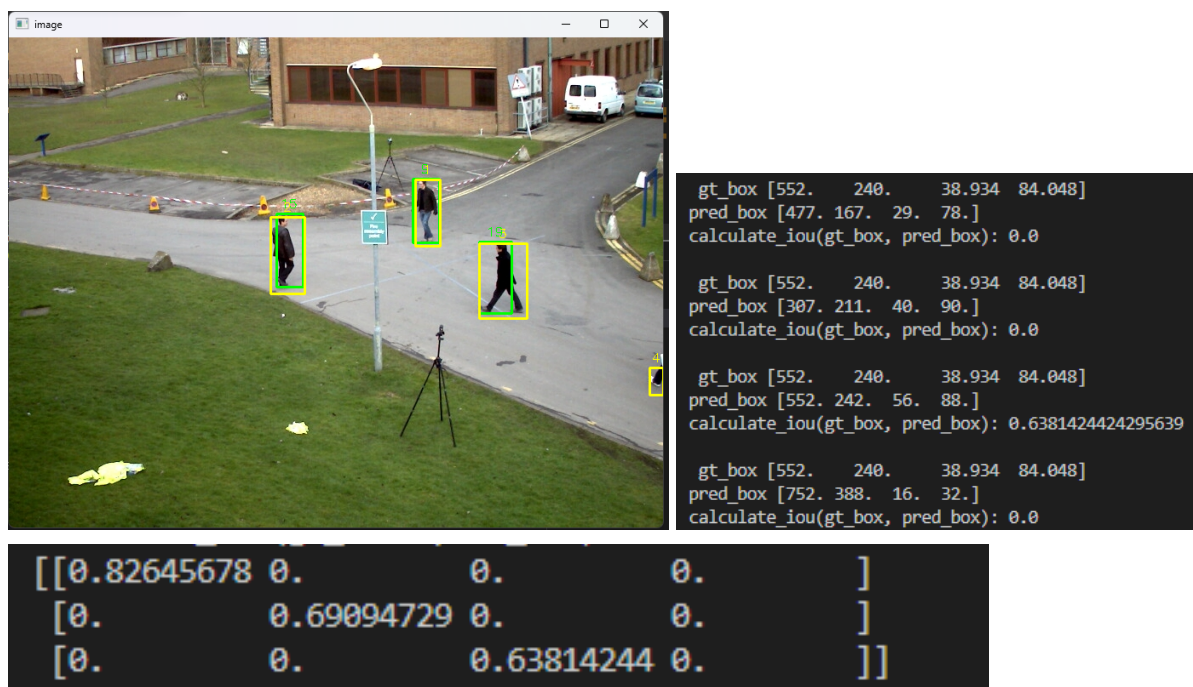 image
gt_box [552. 240. 38.934 84.048]
pred_box [477. 167. 29. 78.]
calculate_iou(gt_box, pred_box): 0.0
gt_box [552. 240. 38.934 84.048]
pred_box [307. 211. 40. 90.]
calculate_iou(gt_box, pred_box): 0.0
gt_box [552. 240. 38.934 84.048]
pred_box [552. 242. 56. 88.]
calculate_iou(gt_box, pred_box): 0.6381424424295639
gt_box [552. 240. 38.934 84.048]
pred_box [752. 388. 16. 32.]
calculate_iou(gt_box, pred_box): 0.0
[[0.82645678 0. 0. 0. ]
[0. 0.69094729 0. 0. ]
[0. 0. 0.63814244 0. ]]